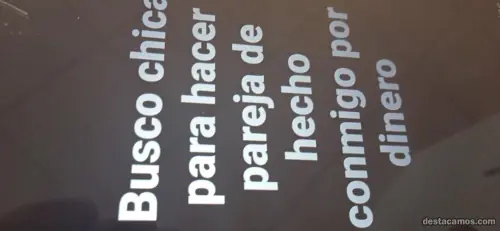 Busco chica
para hacer
pareja de
hecho
conmigo por
dinero
destacamos.com